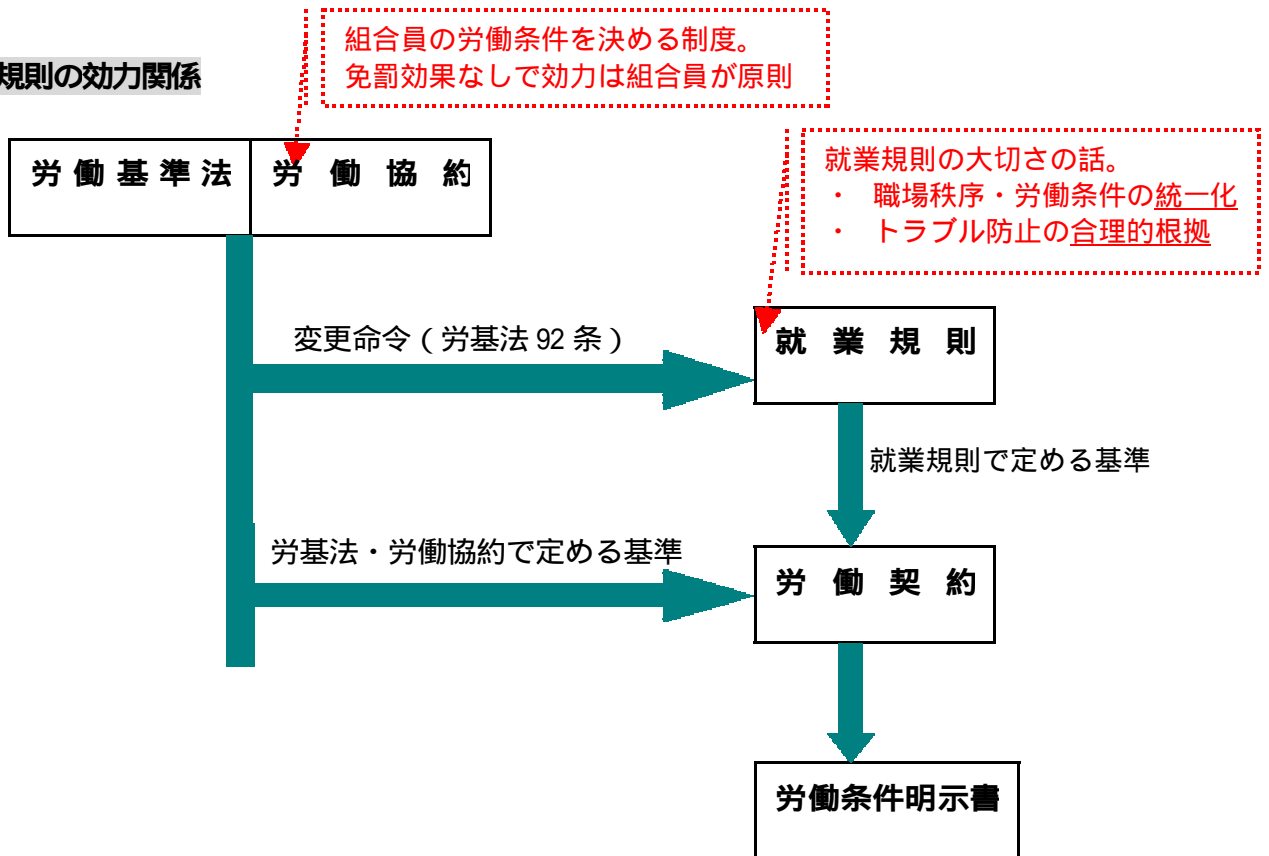 組合員の労働条件を決める制度。
免罰効果なしで効力は組合員が原則
規則の効力関係
労働基準法
労働協約
就業規則の大切さの話。
・ 職場秩序・労働条件の統一化
・ トラブル防止の合理的根拠
変更命令（労基法 92 条）
就業規則
就業規則で定める基準
労基法・労働協約で定める基準
労働契約
労働条件明示書